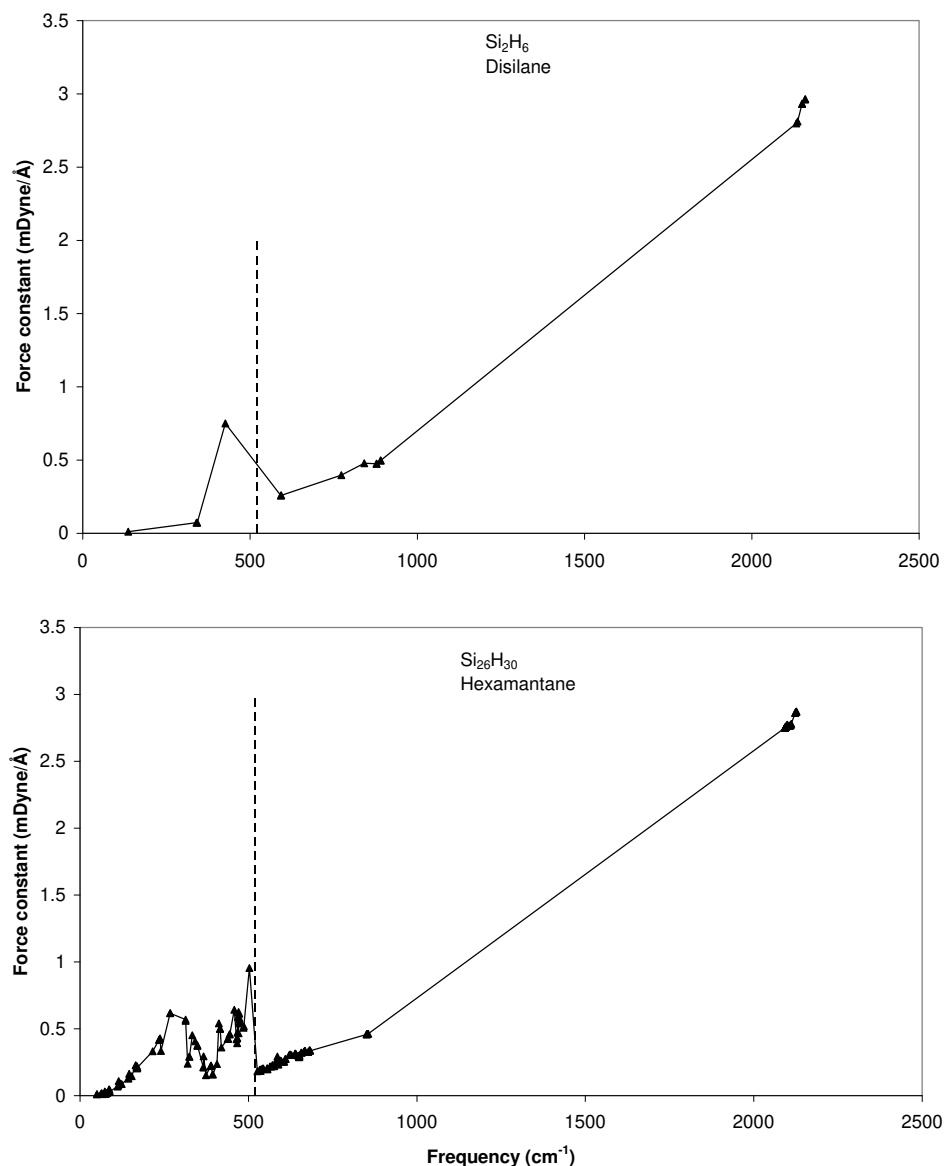 3.5
Si₂H₆
Disilane
3
2.5
2
1.5
1
0.5
0
Force constant (mDyne/Å)
0 500 1000 1500 2000 2500
3.5
Si₂₆H₃₀
Hexamantane
3
2.5
2
1.5
1
0.5
0
Force constant (mDyne/Å)
0 500 1000 1500 2000 2500
Frequency (cm⁻¹)